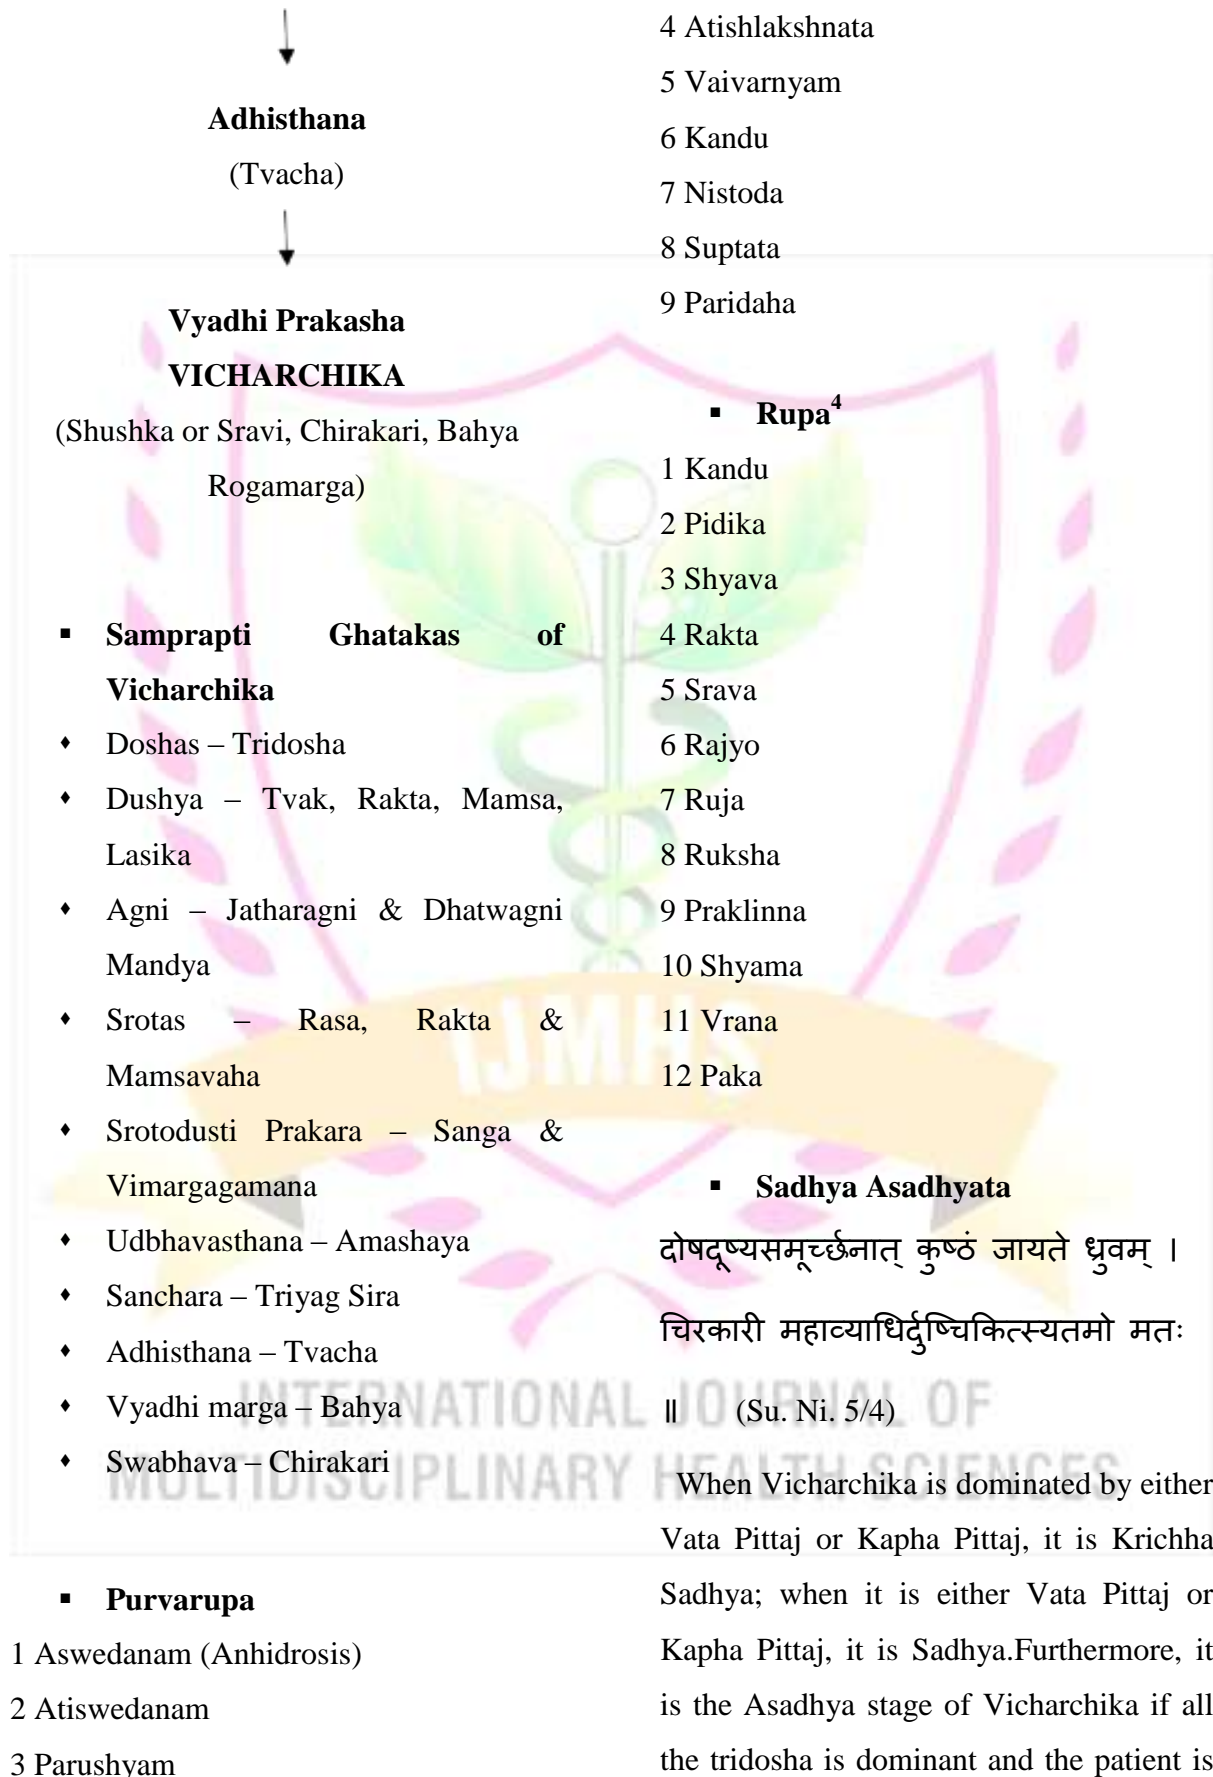 Adhisthana
(Tvacha)
Vyadhi Prakasha
VICHARCHIKA
(Shushka or Sravi, Chirakari, Bahya
Rogamarga)
▪ Samprapti Ghatakas of
Vicharchika
♦ Doshas – Tridosha
♦ Dushya – Tvak, Rakta, Mamsa,
Lasika
♦ Agni – Jatharagni & Dhatwagni
Mandya
♦ Srotas – Rasa, Rakta &
Mamsavaha
♦ Srotodusti Prakara – Sanga &
Vimargagamana
♦ Udbhavasthana – Amashaya
♦ Sanchara – Triyag Sira
♦ Adhisthana – Tvacha
♦ Vyadhi marga – Bahya
♦ Swabhava – Chirakari
▪ Purvarupa
1 Aswedanam (Anhidrosis)
2 Atiswedanam
3 Parushyam
4 Atishlakshnata
5 Vaivarnyam
6 Kandu
7 Nistoda
8 Suptata
9 Paridaha
▪ Rupa4
1 Kandu
2 Pidika
3 Shyava
4 Rakta
5 Srava
6 Rajyo
7 Ruja
8 Ruksha
9 Praklinna
10 Shyama
11 Vrana
12 Paka
▪ Sadhya Asadhyata
दोषदूष्यसमूर्च्छनात् कुष्ठं जायते ध्रुवम् ।
चिरकारी महाव्याधिर्दुष्चिकित्स्यतमो मतः
॥ (Su. Ni. 5/4)
When Vicharchika is dominated by either
Vata Pittaj or Kapha Pittaj, it is Krichha
Sadhya; when it is either Vata Pittaj or
Kapha Pittaj, it is Sadhya.Furthermore, it
is the Asadhya stage of Vicharchika if all
the tridosha is dominant and the patient is
IJMHS
INTERNATIONAL JOURNAL OF
MULTIDISCIPLINARY HEALTH SCIENCES